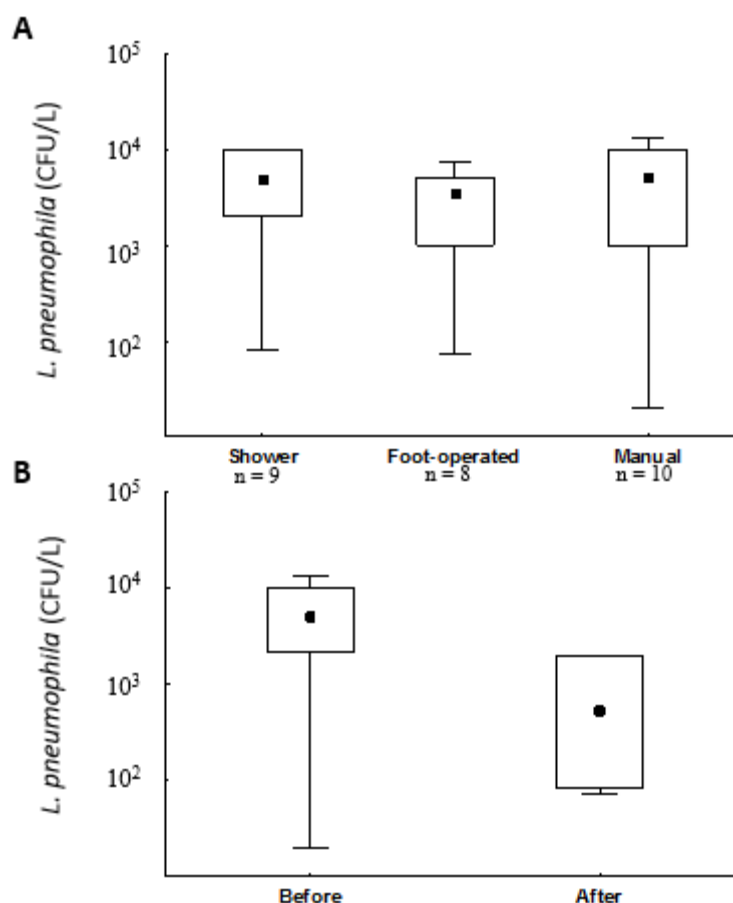 A
L. pneumophila (CFU/L)
10⁵
10⁴
10³
10²
Shower
n = 9
Foot-operated
n = 8
Manual
n = 10
B
L. pneumophila (CFU/L)
10⁵
10⁴
10³
10²
Before
After